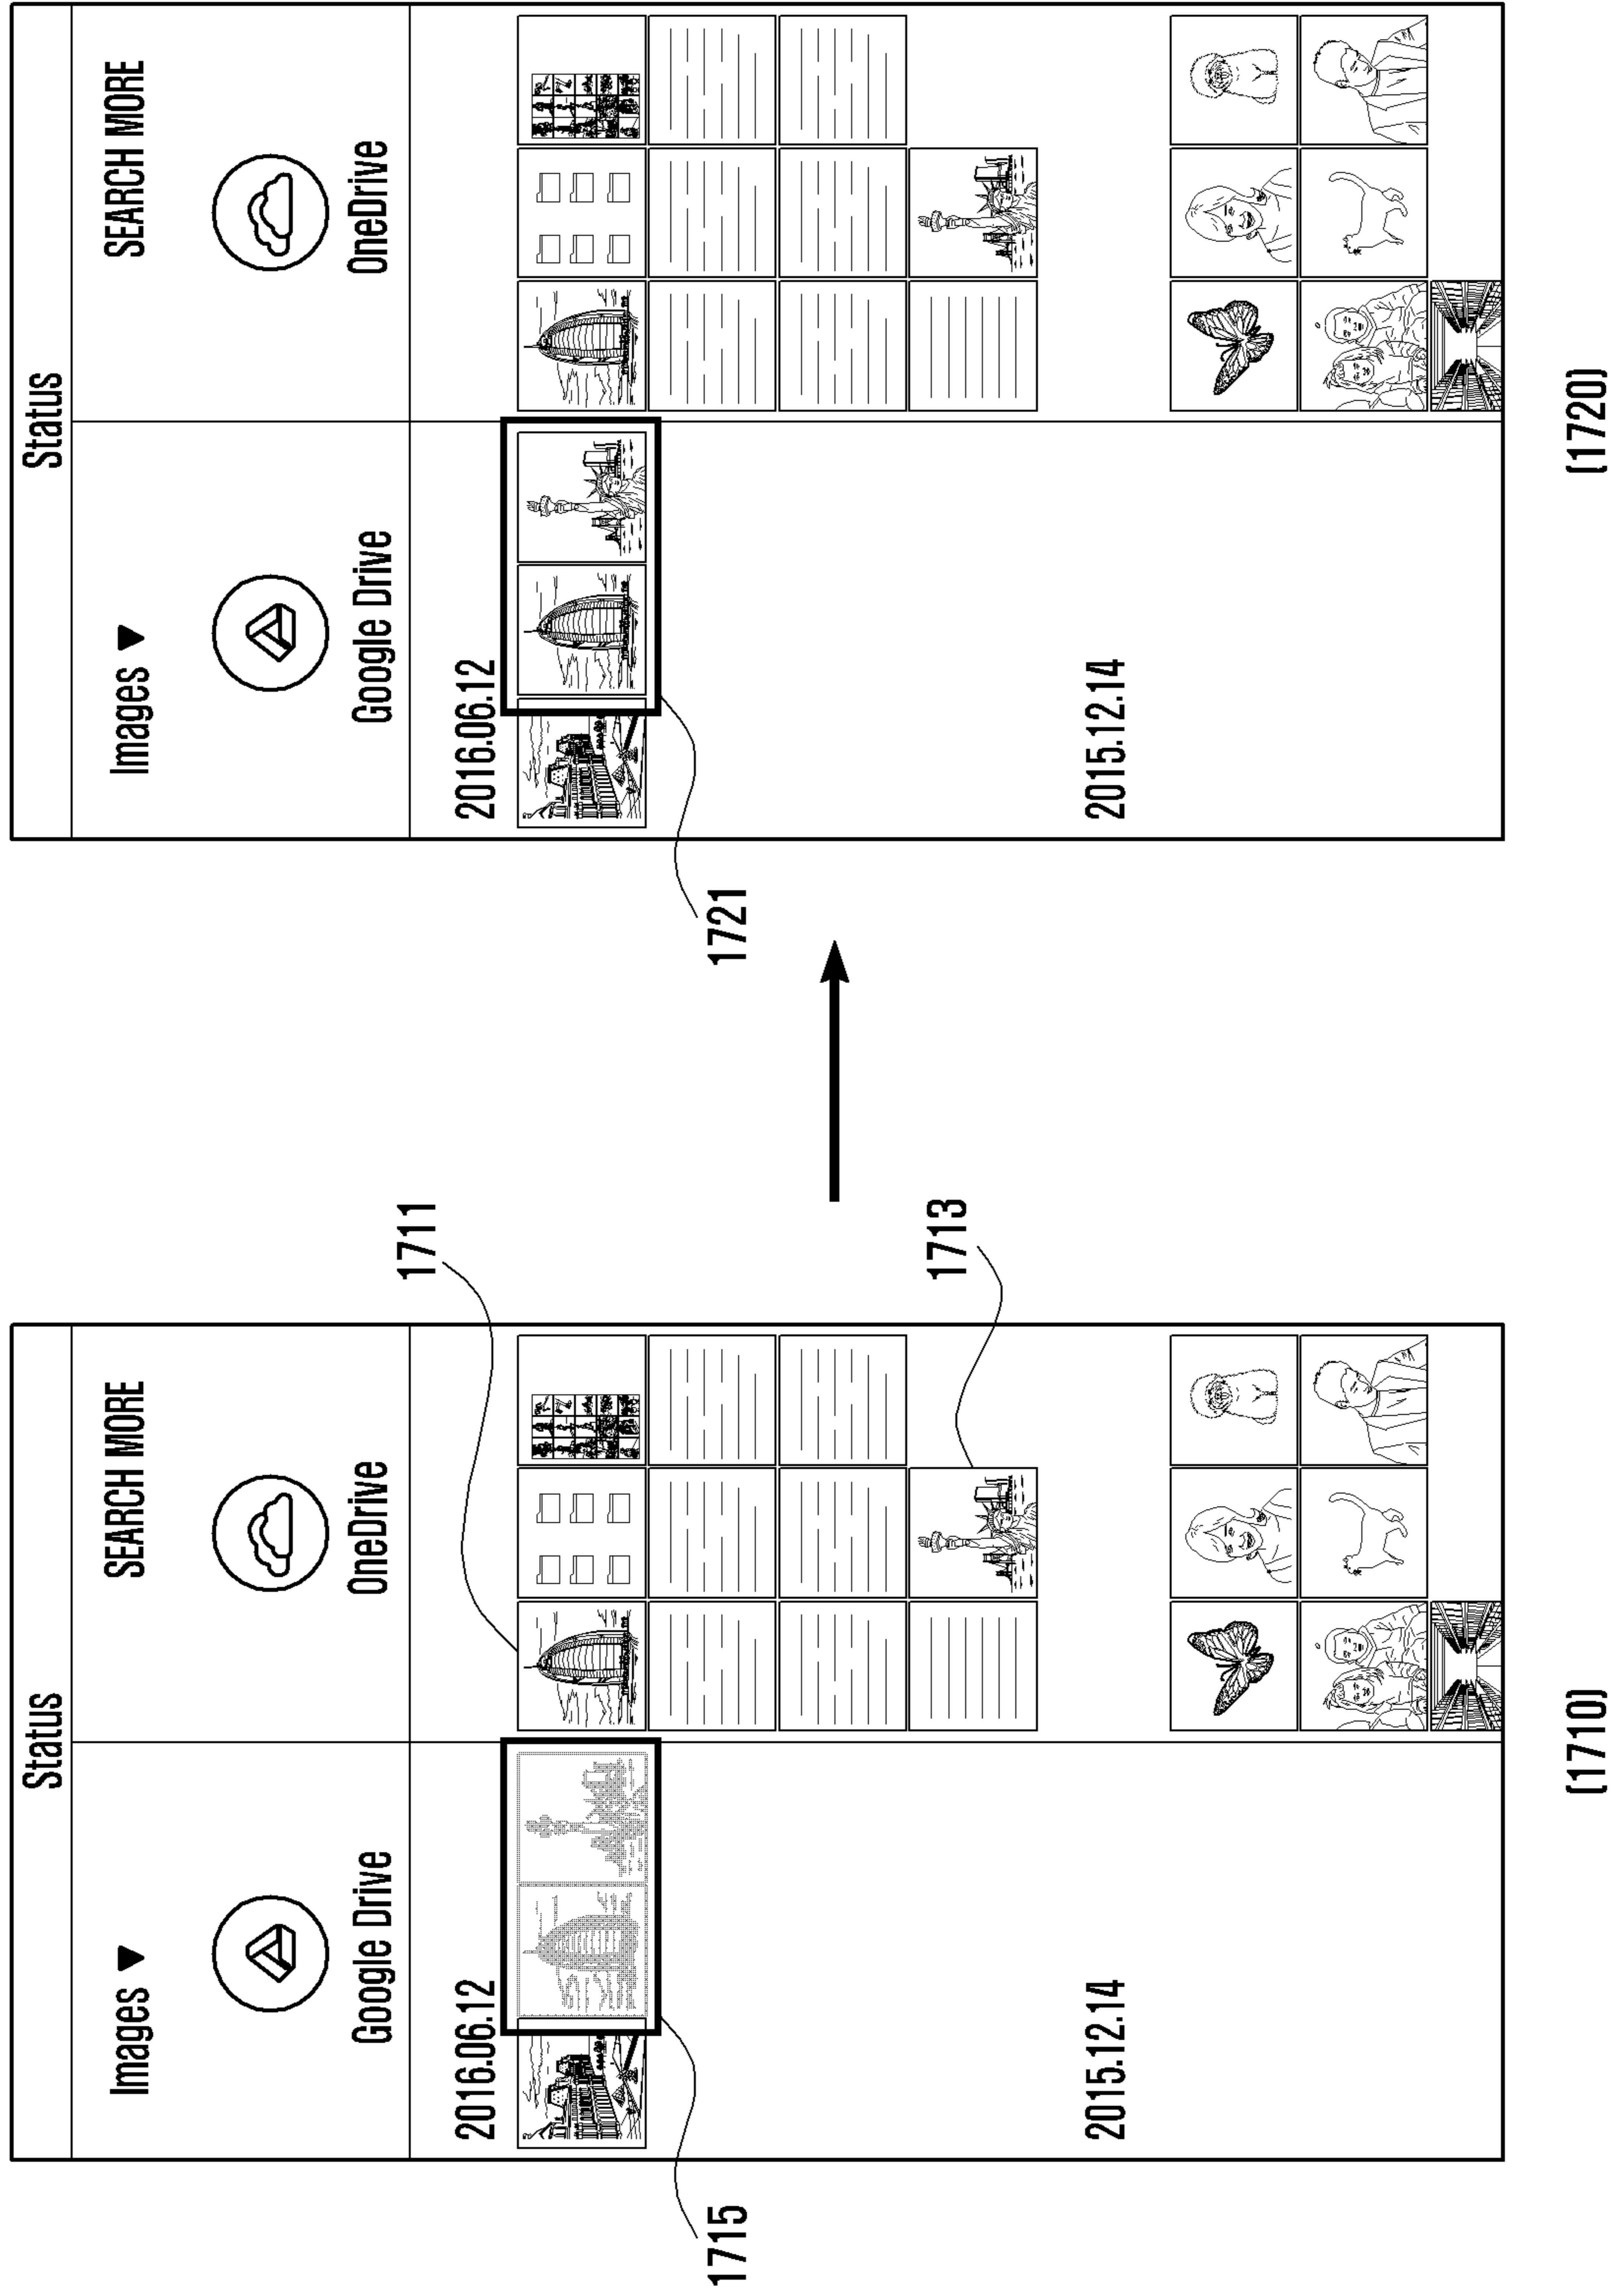 Status
Images ▼
SEARCH MORE
Google Drive
OneDrive
2016.06.12
2015.12.14
1711
1713
1715
(1710)
Status
Images ▼
SEARCH MORE
Google Drive
OneDrive
2016.06.12
2015.12.14
1721
(1720)